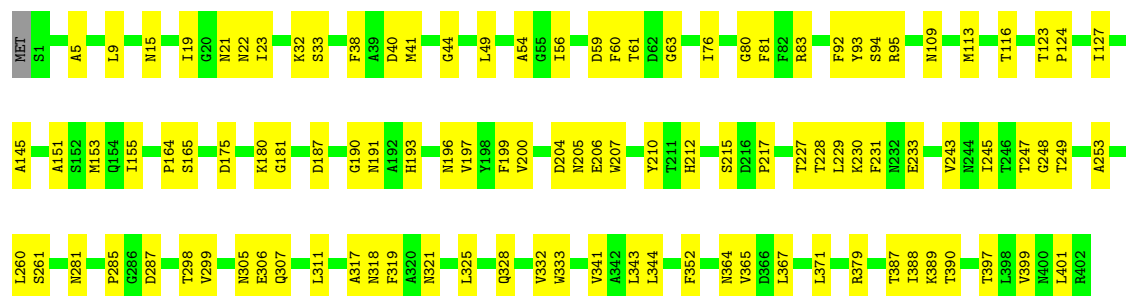 MET S1 A5 L9 N15 I19 G20 N21 N22 I23 K32 S33 F38 A39 D40 M41 G44 L49 A54 G55 I56 D59 F60 T61 D62 G63 I76 G80 F81 F82 R83 F92 Y93 S94 R95 N109 M113 T116 T123 P124 I127
A145 A151 S152 M153 Q154 I155 P164 S165 D175 K180 G181 D187 G190 N191 A192 H193 N196 V197 Y198 F199 V200 D204 N205 E206 W207 Y210 T211 H212 S215 D216 P217 T227 T228 L229 K230 F231 N232 E233 V243 N244 I245 T246 T247 G248 T249 A253
L260 S261 N281 P285 G286 D287 T298 V299 N305 E306 Q307 L311 A317 N318 F319 A320 N321 L325 Q328 V332 W333 V341 A342 L343 L344 F352 N364 V365 D366 L367 L371 R379 T387 I388 K389 T390 T397 L398 V399 N400 L401 R402